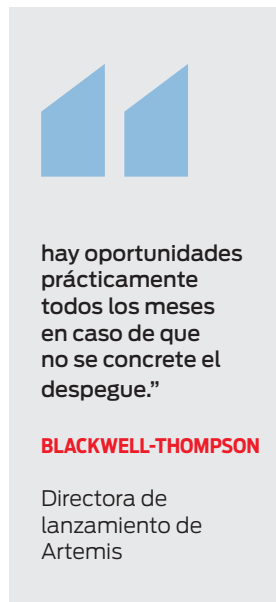 hay oportunidades
prácticamente
todos los meses
en caso de que
no se concrete el
despegue.”
BLACKWELL-THOMPSON
Directora de
lanzamiento de
Artemis